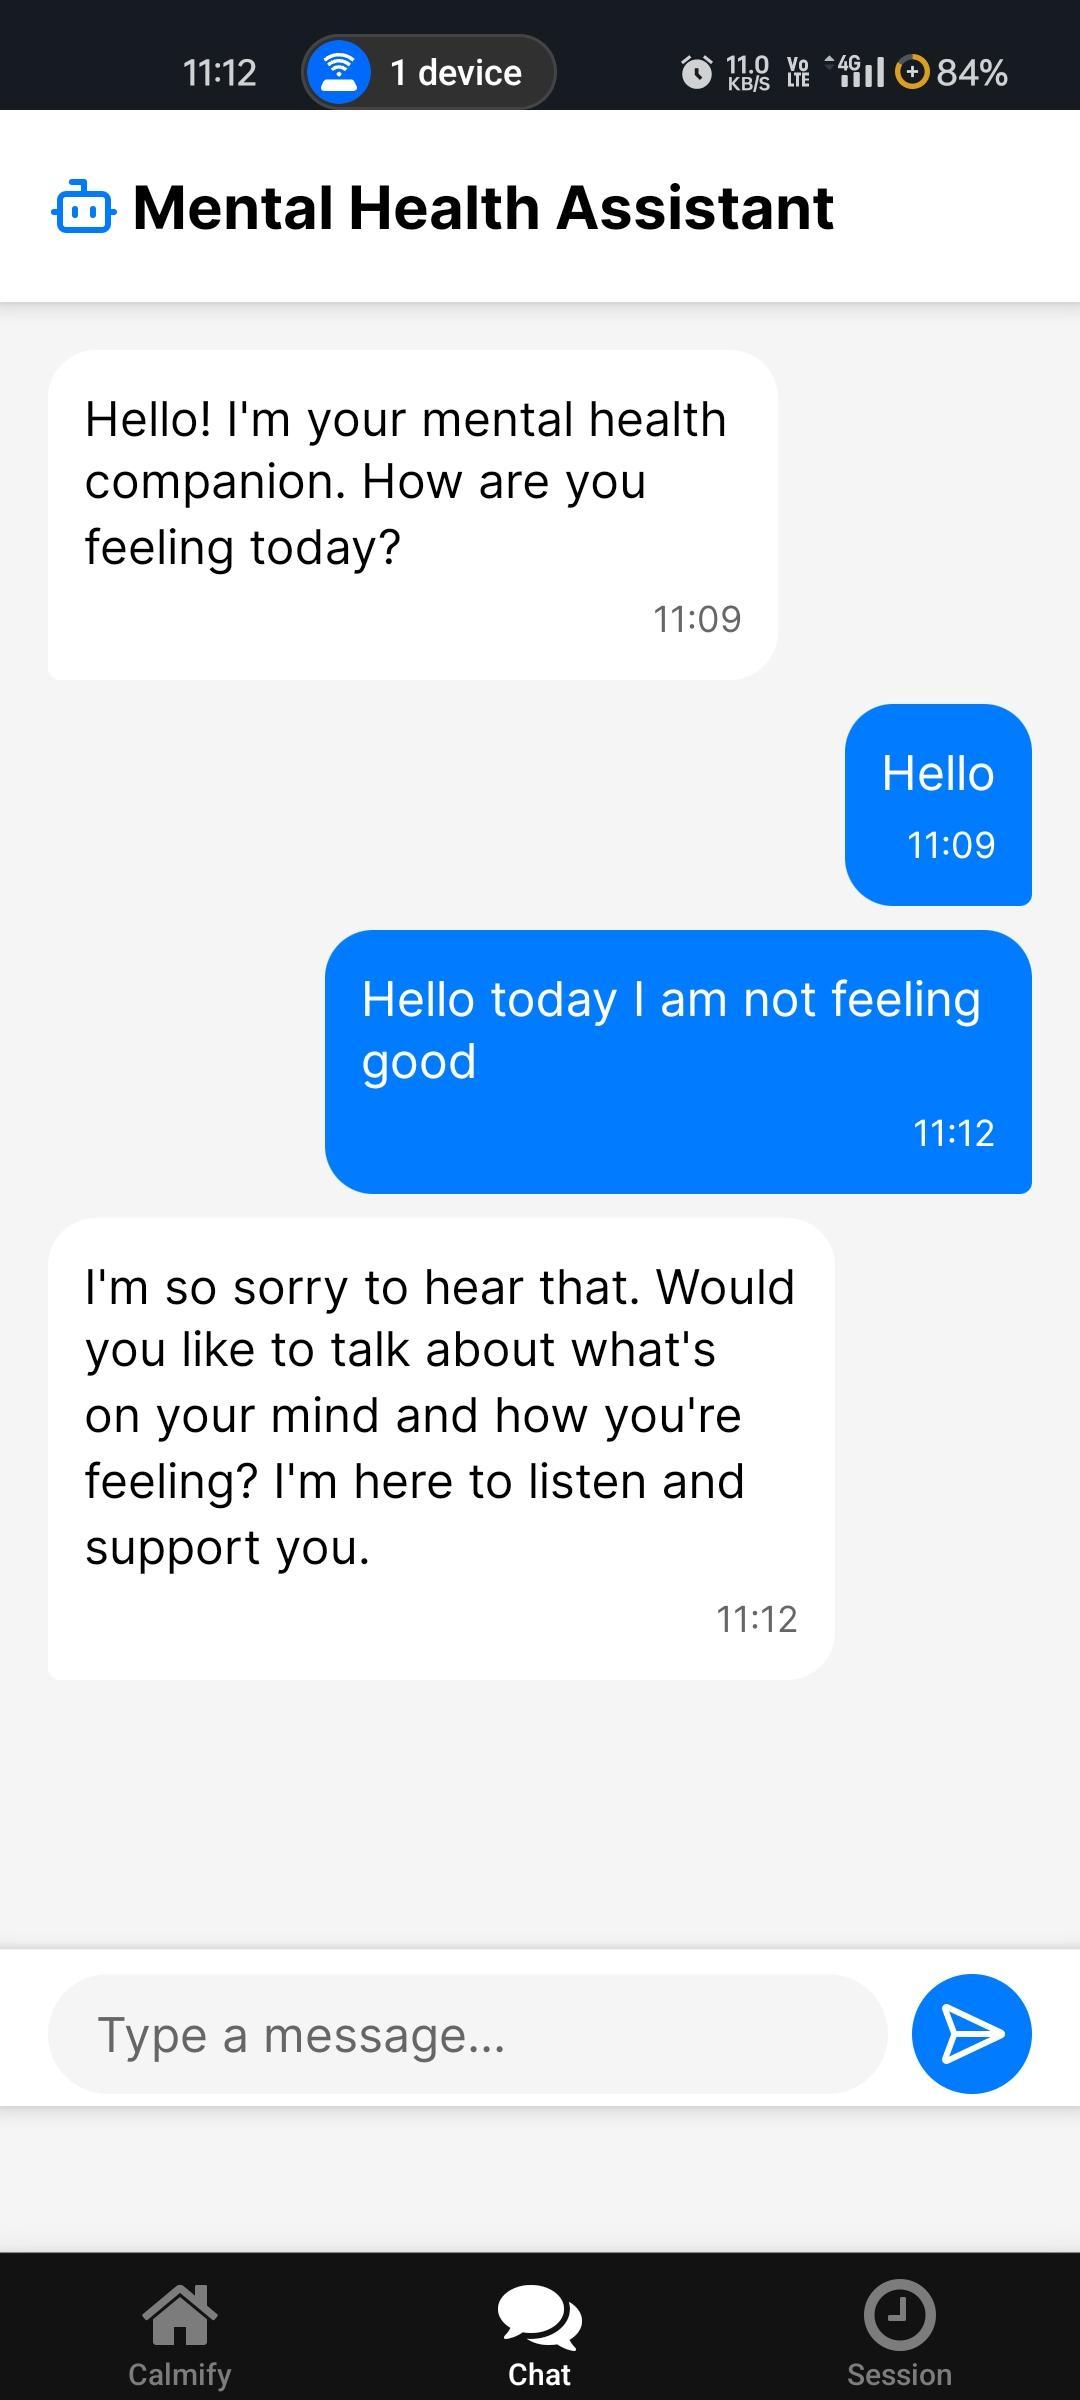 11:12
1 device
11.0
KB/S
Vo
LTE
4G
84%
Mental Health Assistant
Hello! I'm your mental health
companion. How are you
feeling today?
11:09
Hello
11:09
Hello today I am not feeling
good
11:12
I'm so sorry to hear that. Would
you like to talk about what's
on your mind and how you're
feeling? I'm here to listen and
support you.
11:12
Type a message...
Calmify
Chat
Session